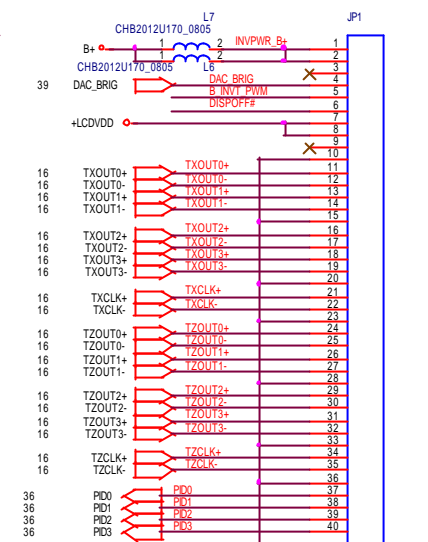 L7 JP1
CHB2012U170_0805
B+ 1 2 INVPWR_B+ 1
1 2 2
CHB2012U170_0805 L6 3
39 DAC_BRIG DAC_BRIG 4
B_INVT_PWM 5
DISPOFF# 6
+LCDVDD 7
8
9
10
16 TXOUT0+ TXOUT0+ 11
16 TXOUT0- TXOUT0- 12
16 TXOUT1+ TXOUT1+ 13
16 TXOUT1- TXOUT1- 14
15
16 TXOUT2+ TXOUT2+ 16
16 TXOUT2- TXOUT2- 17
16 TXOUT3+ TXOUT3+ 18
16 TXOUT3- TXOUT3- 19
20
16 TXCLK+ TXCLK+ 21
16 TXCLK- TXCLK- 22
23
16 TZOUT0+ TZOUT0+ 24
16 TZOUT0- TZOUT0- 25
16 TZOUT1+ TZOUT1+ 26
16 TZOUT1- TZOUT1- 27
28
16 TZOUT2+ TZOUT2+ 29
16 TZOUT2- TZOUT2- 30
16 TZOUT3+ TZOUT3+ 31
16 TZOUT3- TZOUT3- 32
33
16 TZCLK+ TZCLK+ 34
16 TZCLK- TZCLK- 35
36
36 PID0 PID0 37
36 PID1 PID1 38
36 PID2 PID2 39
36 PID3 PID3 40